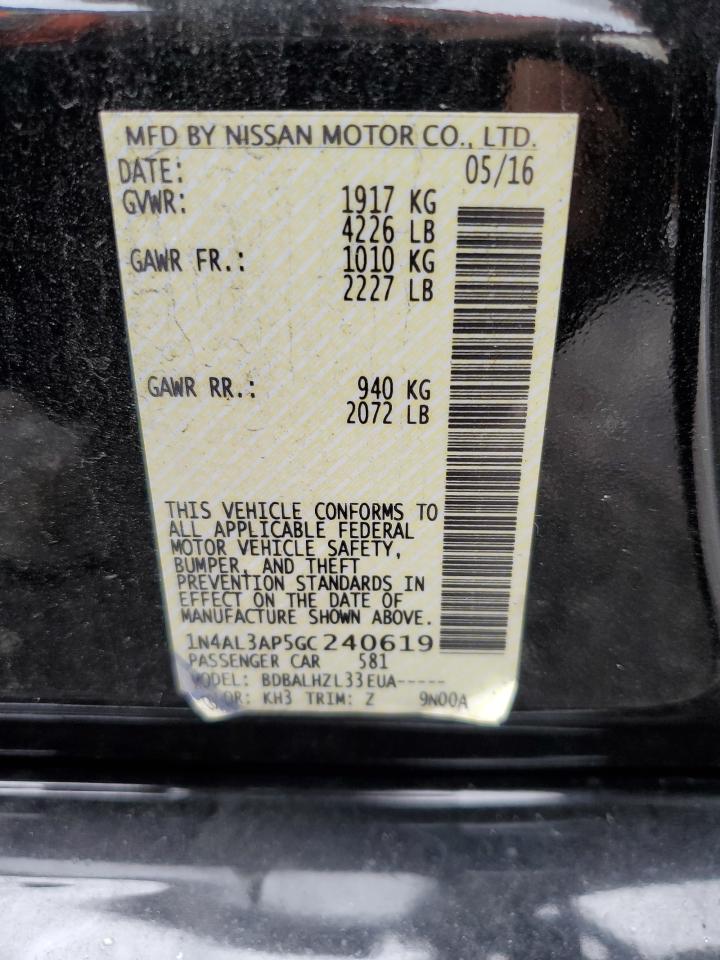 MFD BY NISSAN MOTOR CO., LTD.
DATE: 05/16
GVWR: 1917 KG
4226 LB
GAWR FR.: 1010 KG
2227 LB
GAWR RR.: 940 KG
2072 LB
THIS VEHICLE CONFORMS TO
ALL APPLICABLE FEDERAL
MOTOR VEHICLE SAFETY,
BUMPER, AND THEFT
PREVENTION STANDARDS IN
EFFECT ON THE DATE OF
MANUFACTURE SHOWN ABOVE.
1N4AL3AP5GC240619
PASSENGER CAR 581
MODEL: BDBALHZL33EUA-----
COLOR: KH3 TRIM: Z 9N00A